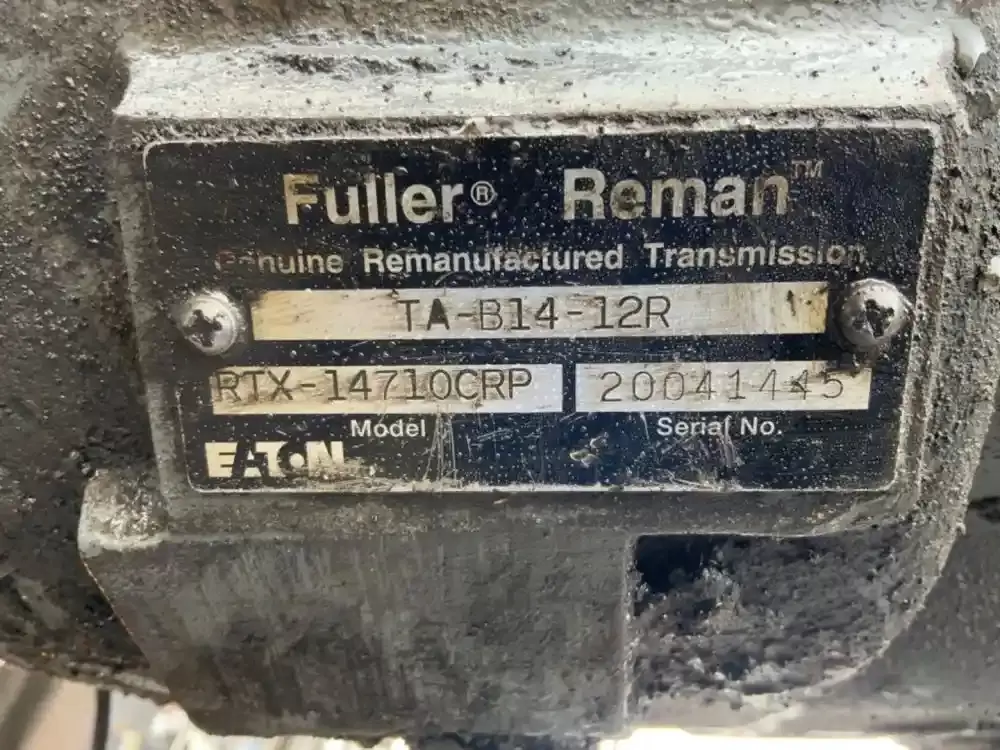 Fuller® Reman™
Genuine Remanufactured Transmission
TA-B14-12R
RTX-14710CRP 20041445
Model Serial No.
EATON